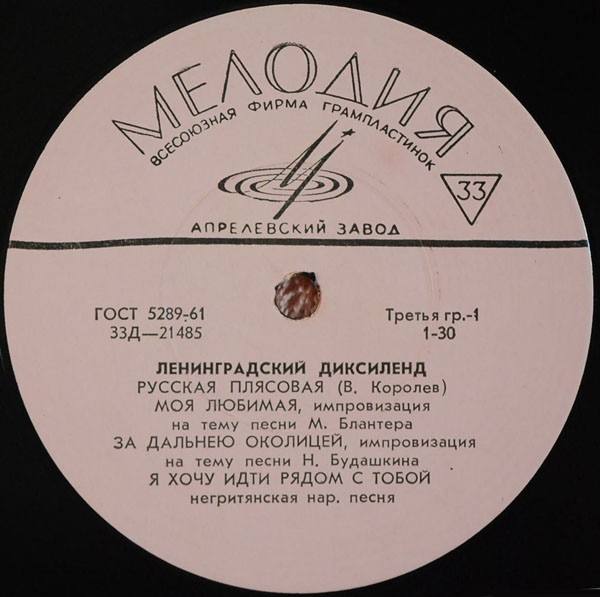 МЕЛОДИЯ
ВСЕСОЮЗНАЯ ФИРМА ГРАМПЛАСТИНОК
33
АПРЕЛЕВСКИЙ ЗАВОД
ГОСТ 5289-61
Третья гр.-1
33Д—21485
1-30
ЛЕНИНГРАДСКИЙ ДИКСИЛЕНД
РУССКАЯ ПЛЯСОВАЯ (В. Королев)
МОЯ ЛЮБИМАЯ, импровизация
на тему песни М. Блантера
ЗА ДАЛЬНЕЮ ОКОЛИЦЕЙ, импровизация
на тему песни Н. Будашкина
Я ХОЧУ ИДТИ РЯДОМ С ТОБОЙ
негритянская нар. песня